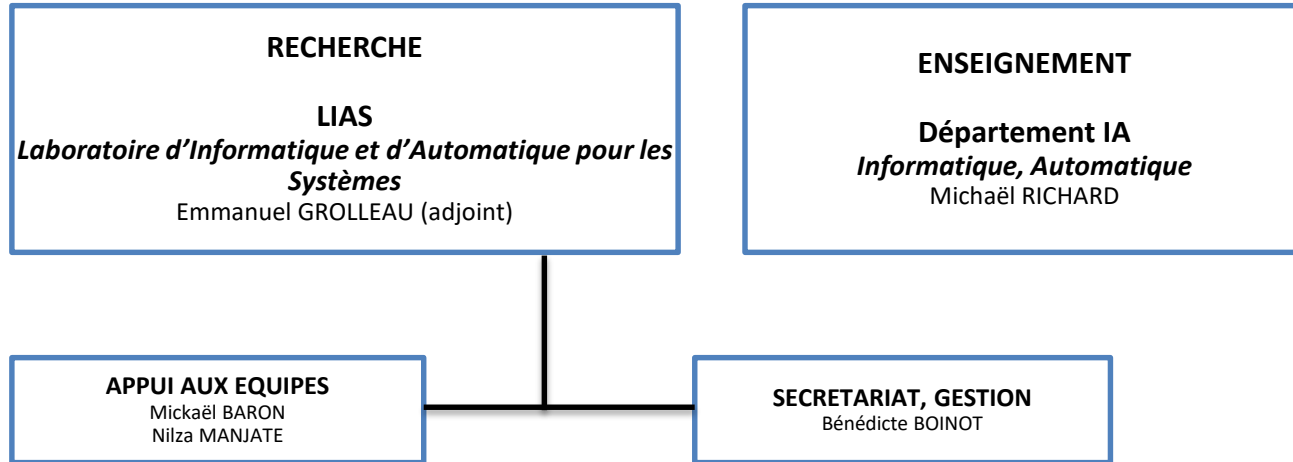 RECHERCHE
LIAS
Laboratoire d’Informatique et d’Automatique pour les
Systèmes
Emmanuel GROLLEAU (adjoint)
ENSEIGNEMENT
Département IA
Informatique, Automatique
Michaël RICHARD
APPUI AUX EQUIPES
Mickaël BARON
Nilza MANJATE
SECRETARIAT, GESTION
Bénédicte BOINOT